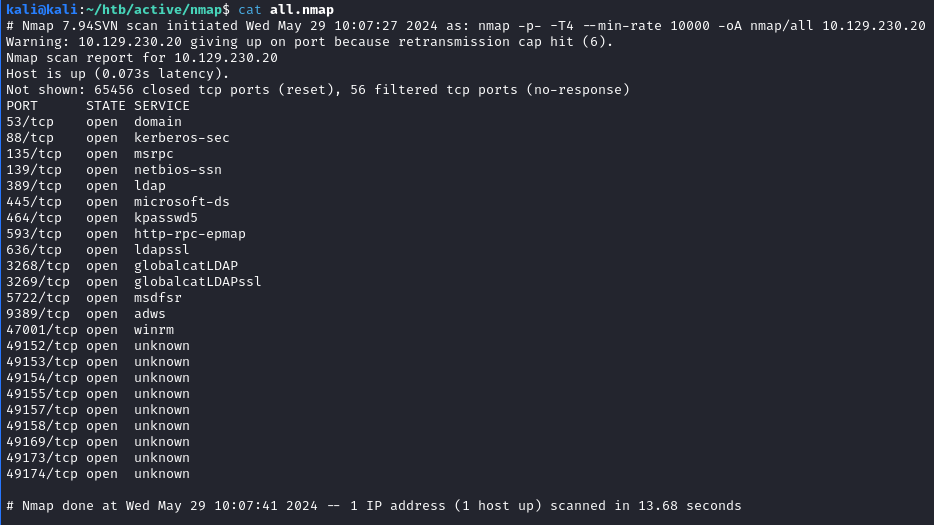 kali@kali:~/htb/active/nmap$ cat all.nmap
# Nmap 7.94SVN scan initiated Wed May 29 10:07:27 2024 as: nmap -p- -T4 --min-rate 10000 -oA nmap/all 10.129.230.20
Warning: 10.129.230.20 giving up on port because retransmission cap hit (6).
Nmap scan report for 10.129.230.20
Host is up (0.073s latency).
Not shown: 65456 closed tcp ports (reset), 56 filtered tcp ports (no-response)
PORT      STATE SERVICE
53/tcp    open  domain
88/tcp    open  kerberos-sec
135/tcp   open  msrpc
139/tcp   open  netbios-ssn
389/tcp   open  ldap
445/tcp   open  microsoft-ds
464/tcp   open  kpasswd5
593/tcp   open  http-rpc-epmap
636/tcp   open  ldapssl
3268/tcp  open  globalcatLDAP
3269/tcp  open  globalcatLDAPssl
5722/tcp  open  msdfsr
9389/tcp  open  adws
47001/tcp open  winrm
49152/tcp open  unknown
49153/tcp open  unknown
49154/tcp open  unknown
49155/tcp open  unknown
49157/tcp open  unknown
49158/tcp open  unknown
49169/tcp open  unknown
49173/tcp open  unknown
49174/tcp open  unknown
# Nmap done at Wed May 29 10:07:41 2024 -- 1 IP address (1 host up) scanned in 13.68 seconds